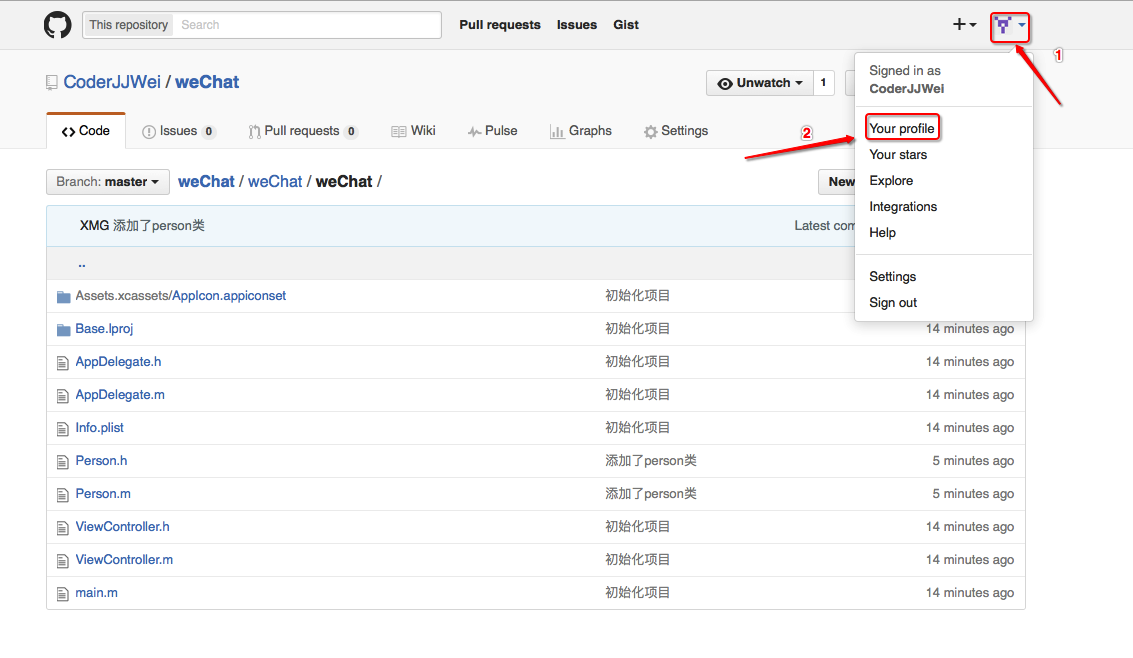 This repository Search Pull requests Issues Gist
1
Signed in as
CoderJJWei
CoderJJWei / weChat
Unwatch 1
Code Issues 0 Pull requests 0 Wiki Pulse Graphs Settings
2
Your profile
Your stars
Explore
Integrations
Help
Settings
Sign out
Branch: master weChat / weChat / weChat / New
XMG 添加了person类 Latest com
..
Assets.xcassets/AppIcon.appiconset 初始化项目
Base.lproj 初始化项目 14 minutes ago
AppDelegate.h 初始化项目 14 minutes ago
AppDelegate.m 初始化项目 14 minutes ago
Info.plist 初始化项目 14 minutes ago
Person.h 添加了person类 5 minutes ago
Person.m 添加了person类 5 minutes ago
ViewController.h 初始化项目 14 minutes ago
ViewController.m 初始化项目 14 minutes ago
main.m 初始化项目 14 minutes ago